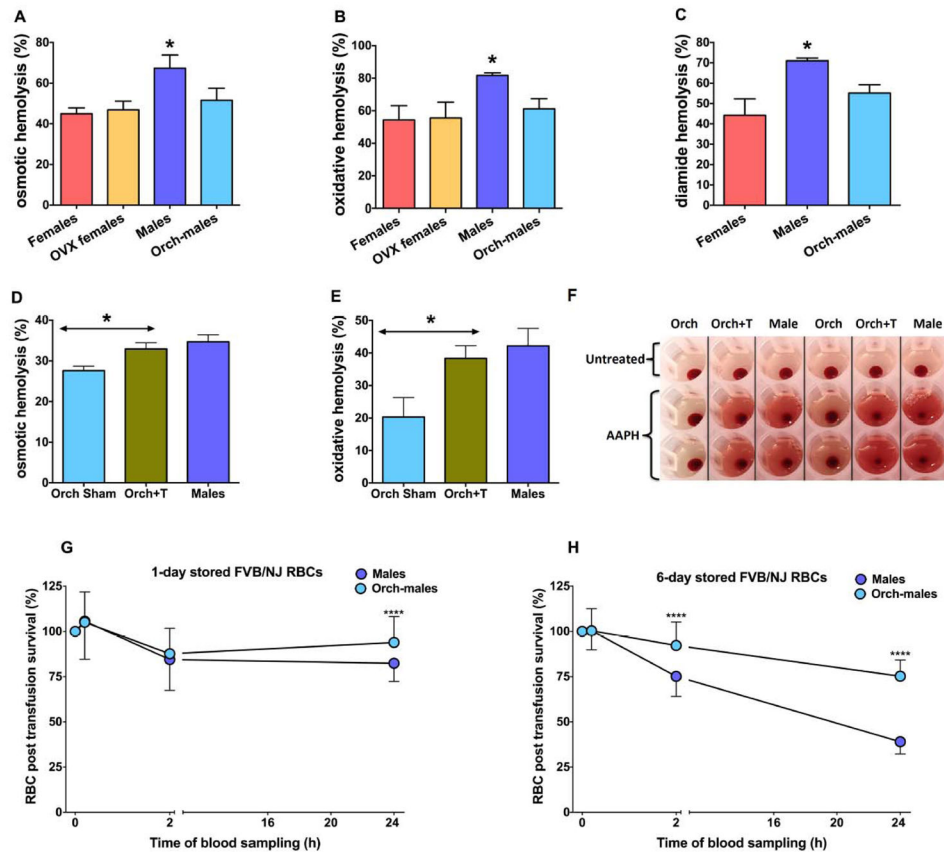 A
osmotic hemolysis (%)
80
60
40
20
0
*
Females
OVX females
Males
Orch-males
B
oxidative hemolysis (%)
100
80
60
40
20
0
*
Females
OVX females
Males
Orch-males
C
diamide hemolysis (%)
80
70
60
50
40
30
20
10
0
*
Females
Males
Orch-males
D
osmotic hemolysis (%)
40
30
20
10
0
*
Orch Sham
Orch+T
Males
E
oxidative hemolysis (%)
50
40
30
20
10
0
*
Orch Sham
Orch+T
Males
F
Orch Orch+T Male Orch Orch+T Male
Untreated
AAPH
G
1-day stored FVB/NJ RBCs
Males
Orch-males
RBC post transfusion survival (%)
125
100
75
50
25
0
****
0 2 16 20 24
Time of blood sampling (h)
H
6-day stored FVB/NJ RBCs
Males
Orch-males
RBC post transfusion survival (%)
125
100
75
50
25
0
****
****
0 2 16 20 24
Time of blood sampling (h)